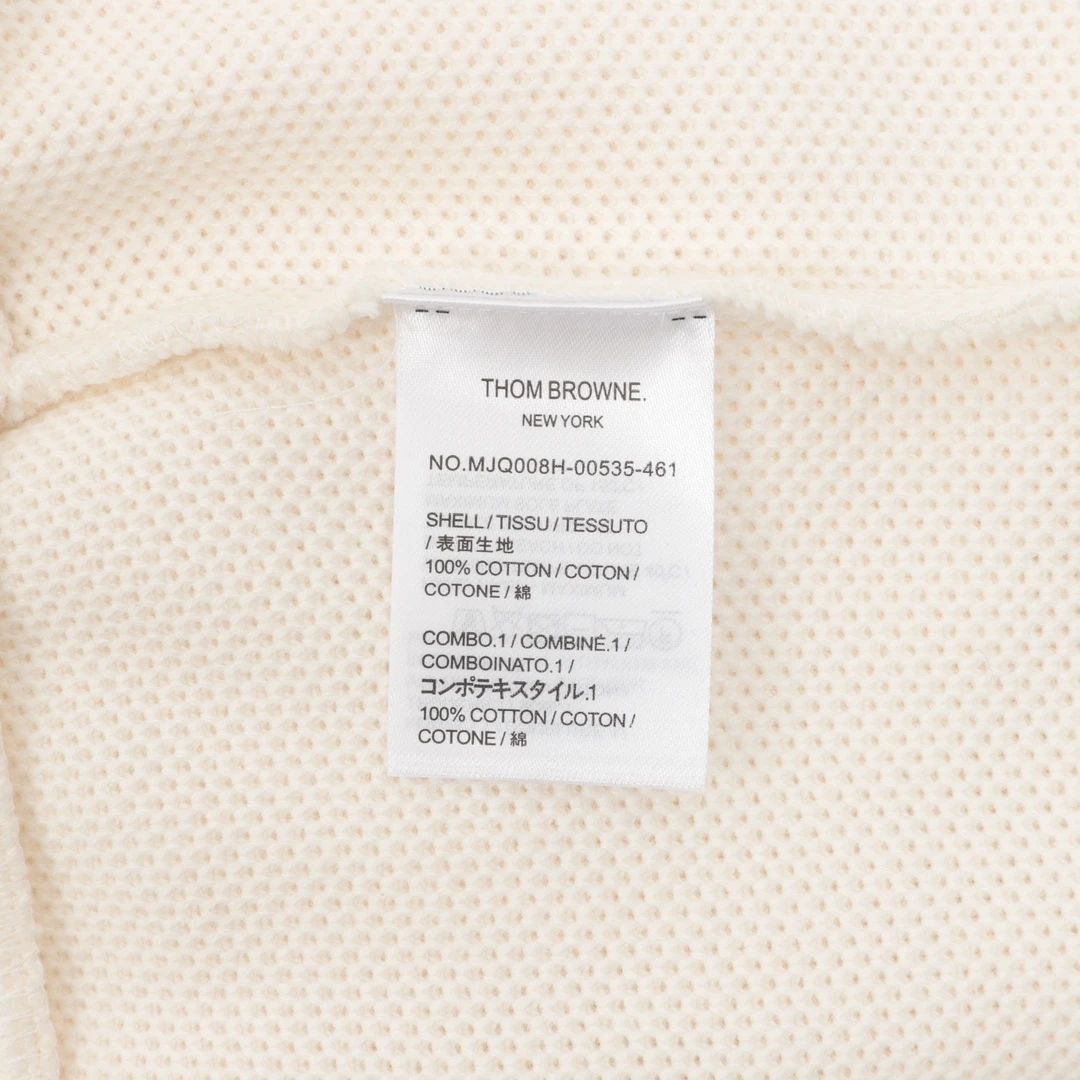 THOM BROWNE.
NEW YORK
NO.MJQ008H-00535-461
SHELL / TISSU / TESSUTO
/ 表面生地
100% COTTON / COTON /
COTONE / 綿
COMBO.1 / COMBINÉ.1 /
COMBOINATO.1 /
コンポテキスタイル.1
100% COTTON / COTON /
COTONE / 綿